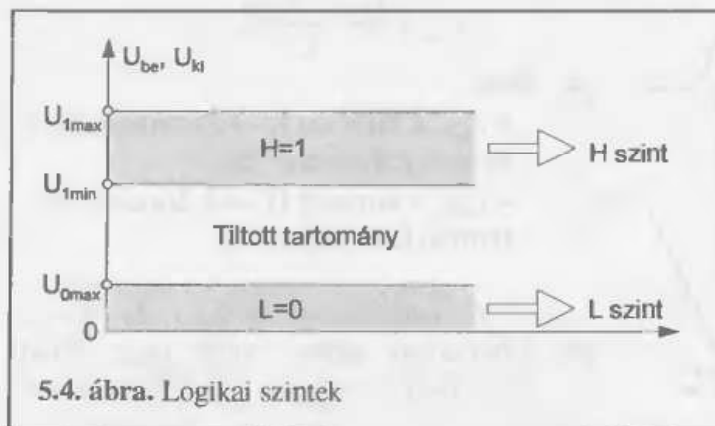 U_be, U_ki
U_1max
H=1
H szint
U_1min
Tiltott tartomány
U_0max
L=0
L szint
0
5.4. ábra. Logikai szintek